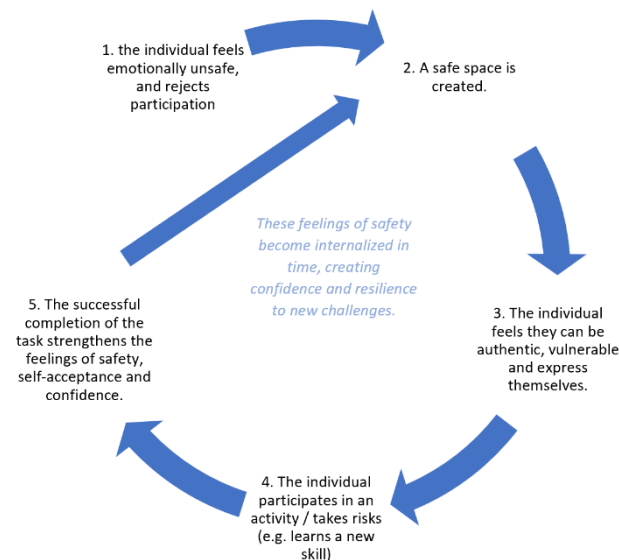 1. the individual feels
emotionally unsafe,
and rejects
participation
2. A safe space is
created.
These feelings of safety
become internalized in
time, creating
confidence and resilience
to new challenges.
3. The individual
feels they can be
authentic, vulnerable
and express
themselves.
4. The individual
participates in an
activity / takes risks
(e.g. learns a new
skill)
5. The successful
completion of the
task strengthens the
feelings of safety,
self-acceptance and
confidence.